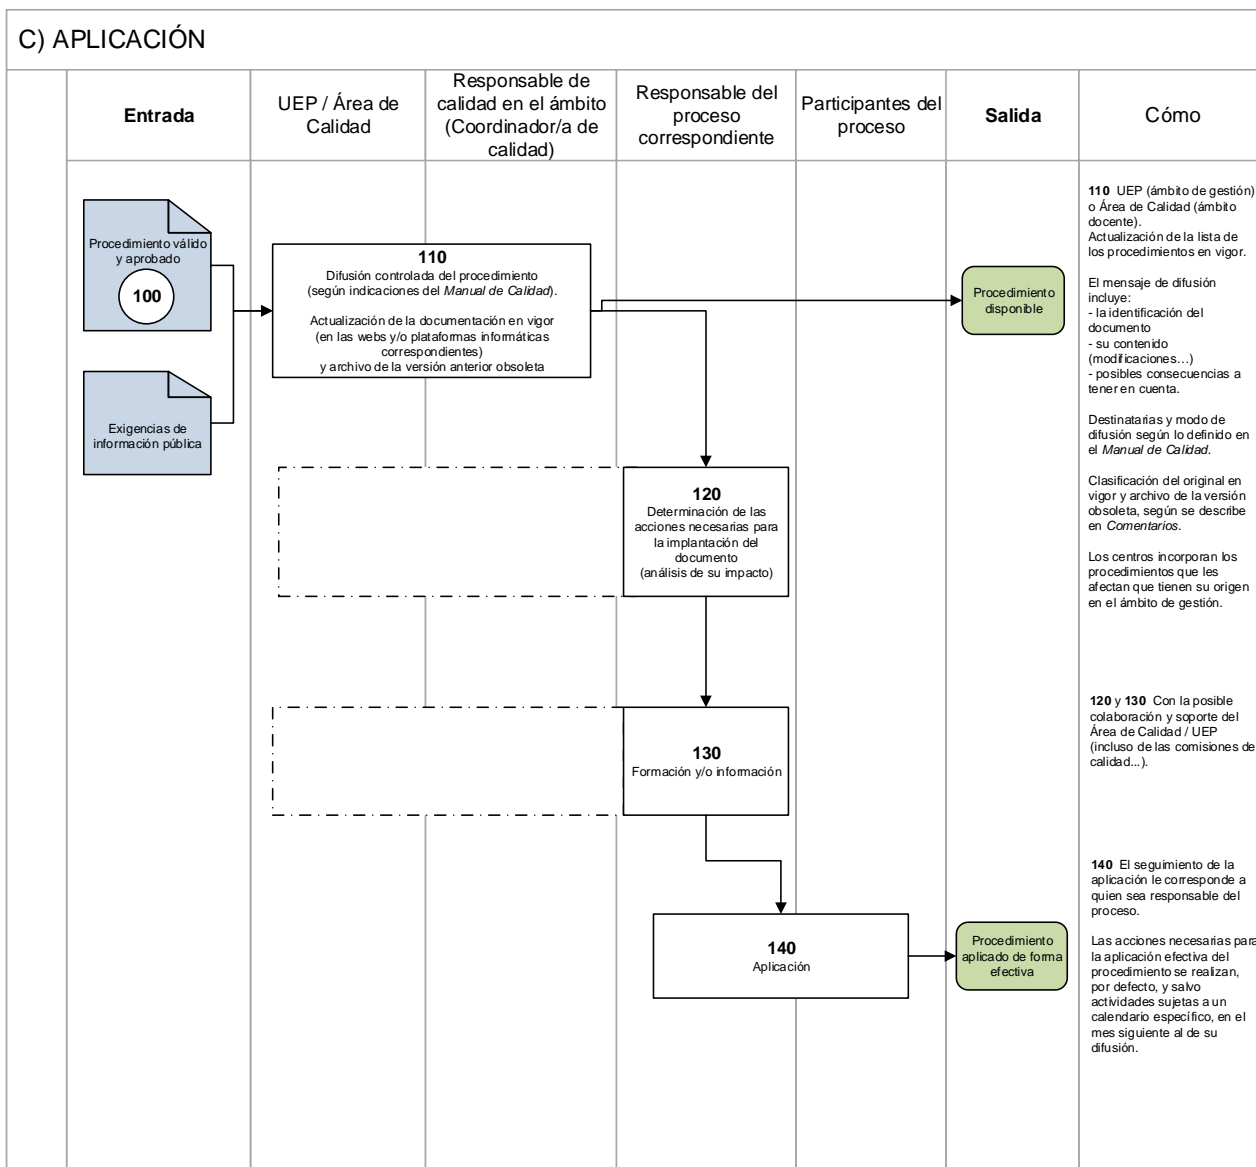 C) APLICACIÓN
Entrada
UEP / Área de
Calidad
Responsable de
calidad en el ámbito
(Coordinador/a de
calidad)
Responsable del
proceso
correspondiente
Participantes del
proceso
Salida
Cómo
Procedimiento válido
y aprobado
100
Exigencias de
información pública
110
Difusión controlada del procedimiento
(según indicaciones del Manual de Calidad).
Actualización de la documentación en vigor
(en las webs y/o plataformas informáticas
correspondientes)
y archivo de la versión anterior obsoleta
Procedimiento
disponible
120
Determinación de las
acciones necesarias para
la implantación del
documento
(análisis de su impacto)
130
Formación y/o información
140
Aplicación
Procedimiento
aplicado de forma
efectiva
110 UEP (ámbito de gestión)
o Área de Calidad (ámbito
docente).
Actualización de la lista de
los procedimientos en vigor.
El mensaje de difusión
incluye:
- la identificación del
documento
- su contenido
(modificaciones…)
- posibles consecuencias a
tener en cuenta.
Destinatarias y modo de
difusión según lo definido en
el Manual de Calidad.
Clasificación del original en
vigor y archivo de la versión
obsoleta, según se describe
en Comentarios.
Los centros incorporan los
procedimientos que les
afectan que tienen su origen
en el ámbito de gestión.
120 y 130 Con la posible
colaboración y soporte del
Área de Calidad / UEP
(incluso de las comisiones de
calidad...).
140 El seguimiento de la
aplicación le corresponde a
quien sea responsable del
proceso.
Las acciones necesarias para
la aplicación efectiva del
procedimiento se realizan,
por defecto, y salvo
actividades sujetas a un
calendario específico, en el
mes siguiente al de su
difusión.